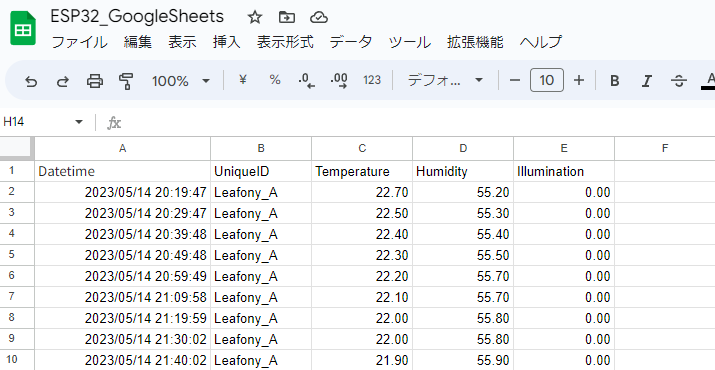 ESP32_GoogleSheets
ファイル 編集 表示 挿入 表示形式 データ ツール 拡張機能 ヘルプ
100% ¥ % .0 .00 123 デフォ... 10 B I S A
H14 fx
A B C D E F
1 Datetime UniqueID Temperature Humidity Illumination
2 2023/05/14 20:19:47 Leafony_A 22.70 55.20 0.00
3 2023/05/14 20:29:47 Leafony_A 22.50 55.30 0.00
4 2023/05/14 20:39:48 Leafony_A 22.40 55.40 0.00
5 2023/05/14 20:49:48 Leafony_A 22.30 55.50 0.00
6 2023/05/14 20:59:49 Leafony_A 22.20 55.70 0.00
7 2023/05/14 21:09:58 Leafony_A 22.10 55.70 0.00
8 2023/05/14 21:19:59 Leafony_A 22.00 55.80 0.00
9 2023/05/14 21:30:02 Leafony_A 22.00 55.80 0.00
10 2023/05/14 21:40:02 Leafony_A 21.90 55.90 0.00